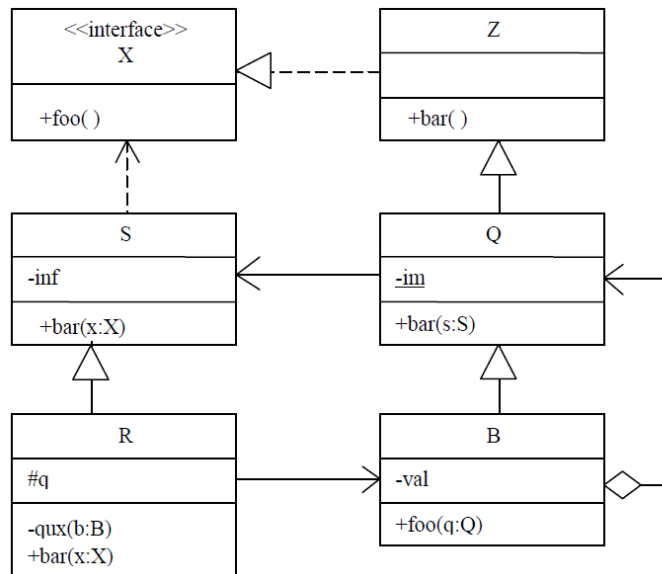 <<interface>>
X
+foo( )
Z
+bar( )
S
-inf
+bar(x:X)
Q
-im
+bar(s:S)
R
#q
-qux(b:B)
+bar(x:X)
B
-val
+foo(q:Q)